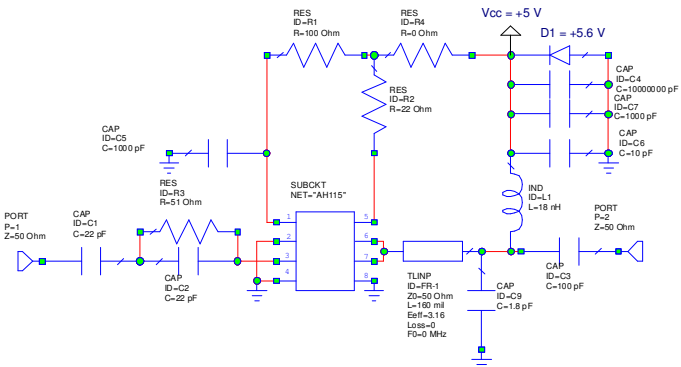 Vcc = +5 V
D1 = +5.6 V
RES
ID=R1
R=100 Ohm
RES
ID=R4
R=0 Ohm
RES
ID=R2
R=22 Ohm
CAP
ID=C4
C=10000000 pF
CAP
ID=C7
C=1000 pF
CAP
ID=C6
C=10 pF
CAP
ID=C5
C=1000 pF
RES
ID=R3
R=51 Ohm
SUBCKT
NET="AH115"
IND
ID=L1
L=18 nH
PORT
P=1
Z=50 Ohm
CAP
ID=C1
C=22 pF
CAP
ID=C2
C=22 pF
1
2
3
4
5
6
7
8
TLINP
ID=FR-1
Z0=50 Ohm
L=160 mil
Eeff=3.16
Loss=0
F0=0 MHz
CAP
ID=C9
C=1.8 pF
CAP
ID=C3
C=100 pF
PORT
P=2
Z=50 Ohm